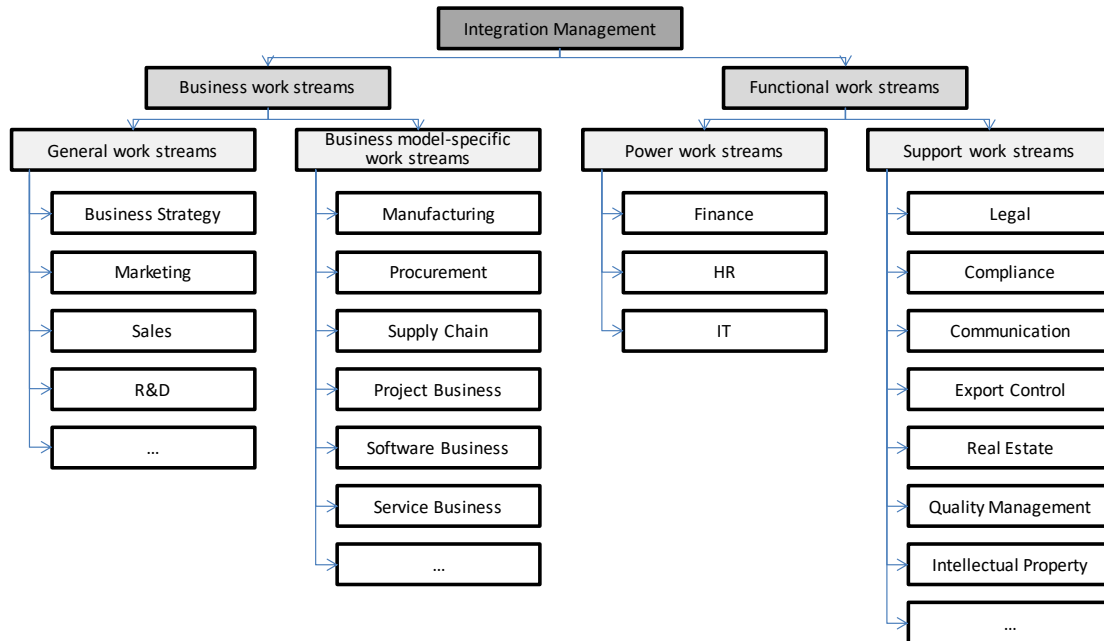 Integration Management
Business work streams
Functional work streams
General work streams
Business model-specific
work streams
Power work streams
Support work streams
Business Strategy
Marketing
Sales
R&D
...
Manufacturing
Procurement
Supply Chain
Project Business
Software Business
Service Business
...
Finance
HR
IT
Legal
Compliance
Communication
Export Control
Real Estate
Quality Management
Intellectual Property
...